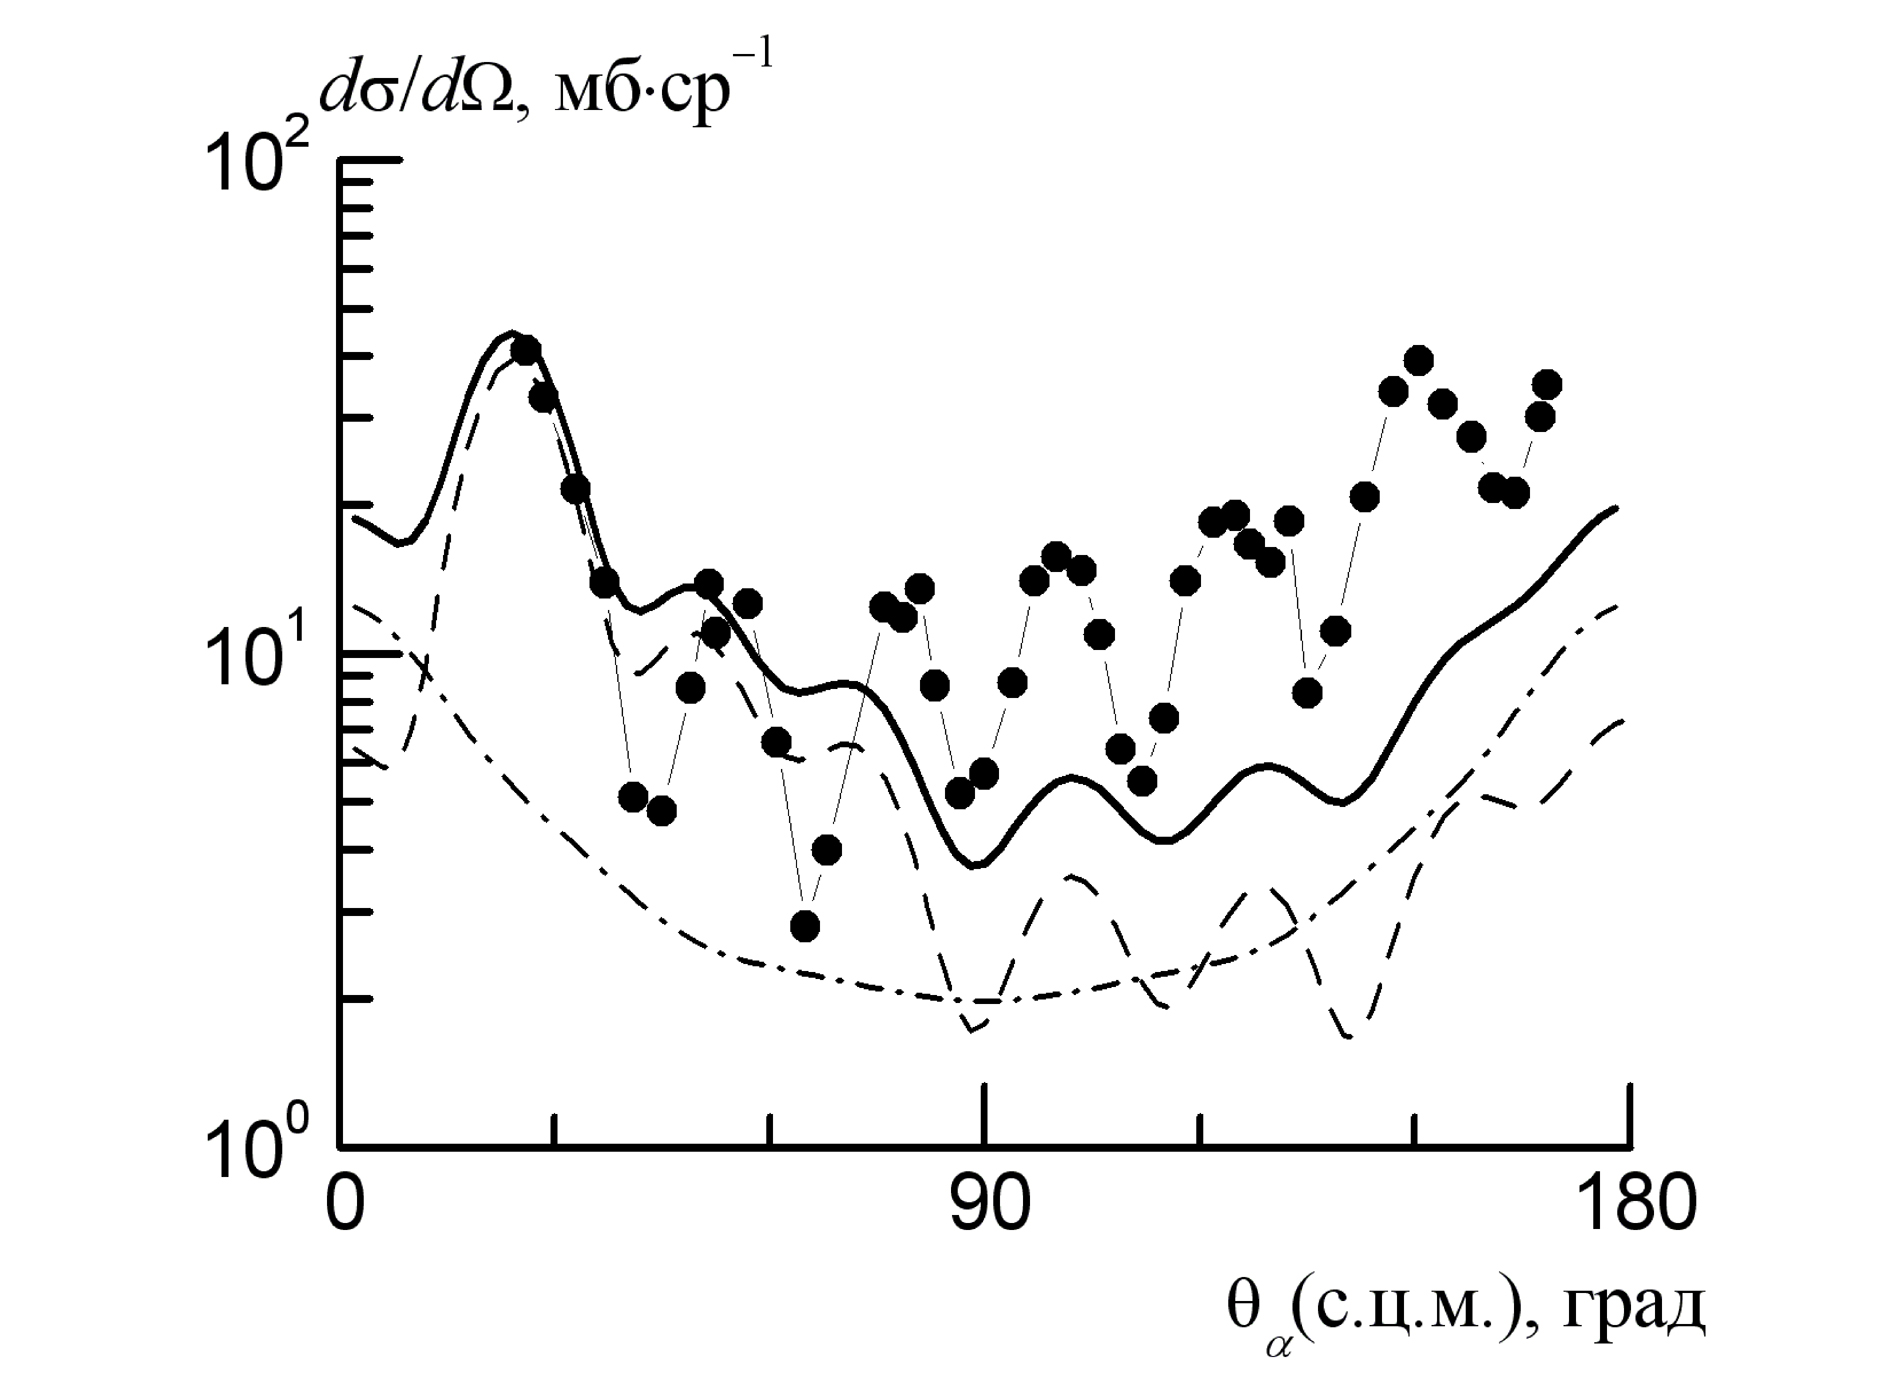 dσ/dΩ, мб·ср⁻¹
10²
10¹
10⁰
0 90 180
θα(с.ц.м.), град